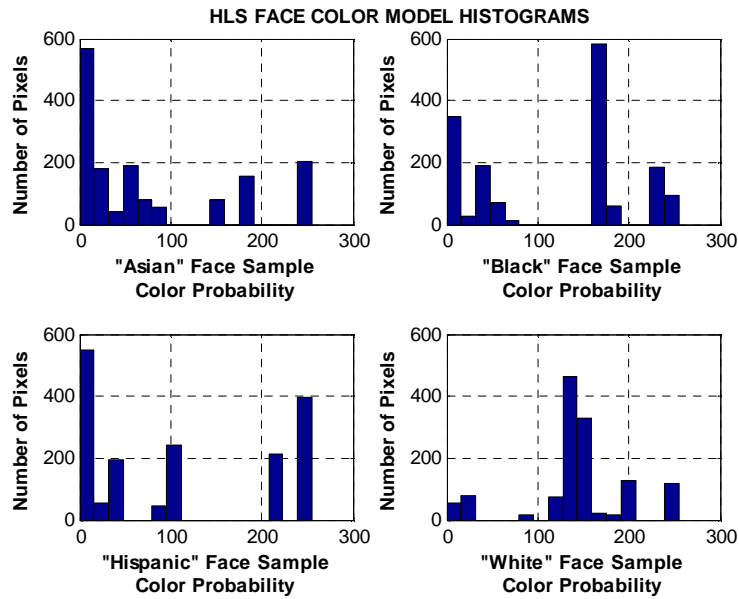 HLS FACE COLOR MODEL HISTOGRAMS
600
400
200
0
Number of Pixels
0 100 200 300
"Asian" Face Sample
Color Probability
600
400
200
0
Number of Pixels
0 100 200 300
"Black" Face Sample
Color Probability
600
400
200
0
Number of Pixels
0 100 200 300
"Hispanic" Face Sample
Color Probability
600
400
200
0
Number of Pixels
0 100 200 300
"White" Face Sample
Color Probability